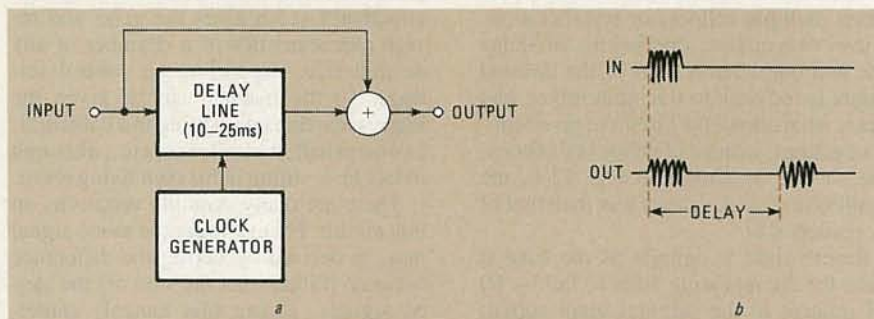 INPUT
DELAY
LINE
(10–25ms)
+
OUTPUT
CLOCK
GENERATOR
a
IN
OUT
DELAY
b